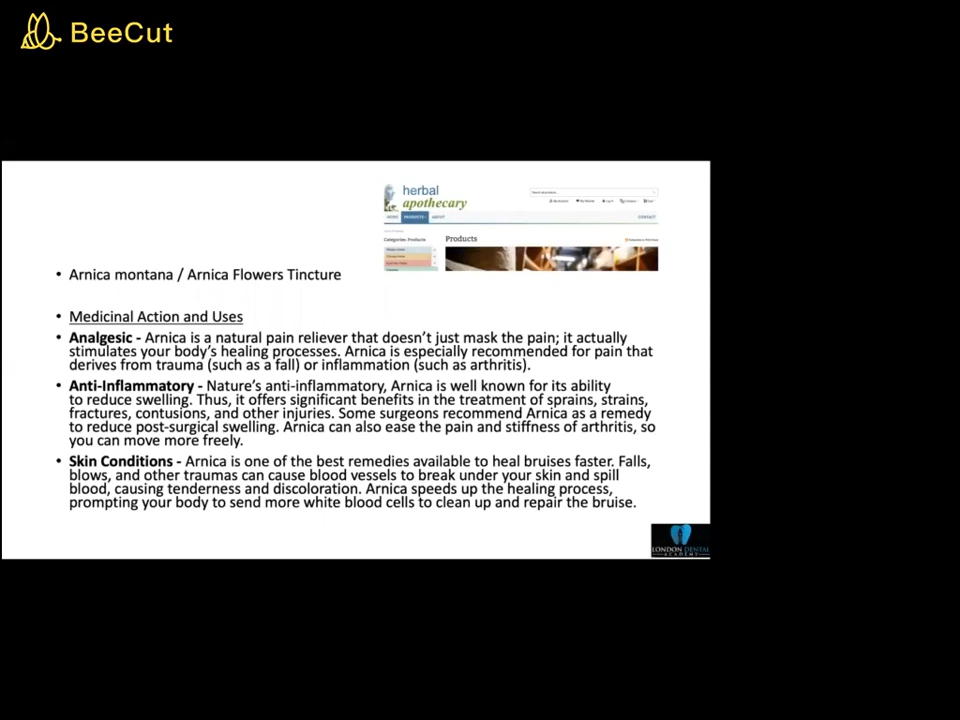 BeeCut
herbal
apothecary
HOME PRODUCTS ABOUT
CONTACT
Categories: Products
Products
• Arnica montana / Arnica Flowers Tincture
• Medicinal Action and Uses
• Analgesic - Arnica is a natural pain reliever that doesn't just mask the pain; it actually
stimulates your body's healing processes. Arnica is especially recommended for pain that
derives from trauma (such as a fall) or inflammation (such as arthritis).
• Anti-Inflammatory - Nature's anti-inflammatory, Arnica is well known for its ability
to reduce swelling. Thus, it offers significant benefits in the treatment of sprains, strains,
fractures, contusions, and other injuries. Some surgeons recommend Arnica as a remedy
to reduce post-surgical swelling. Arnica can also ease the pain and stiffness of arthritis, so
you can move more freely.
• Skin Conditions - Arnica is one of the best remedies available to heal bruises faster. Falls,
blows, and other traumas can cause blood vessels to break under your skin and spill
blood, causing tenderness and discoloration. Arnica speeds up the healing process,
prompting your body to send more white blood cells to clean up and repair the bruise.
LONDON DENTAL
ACADEMY